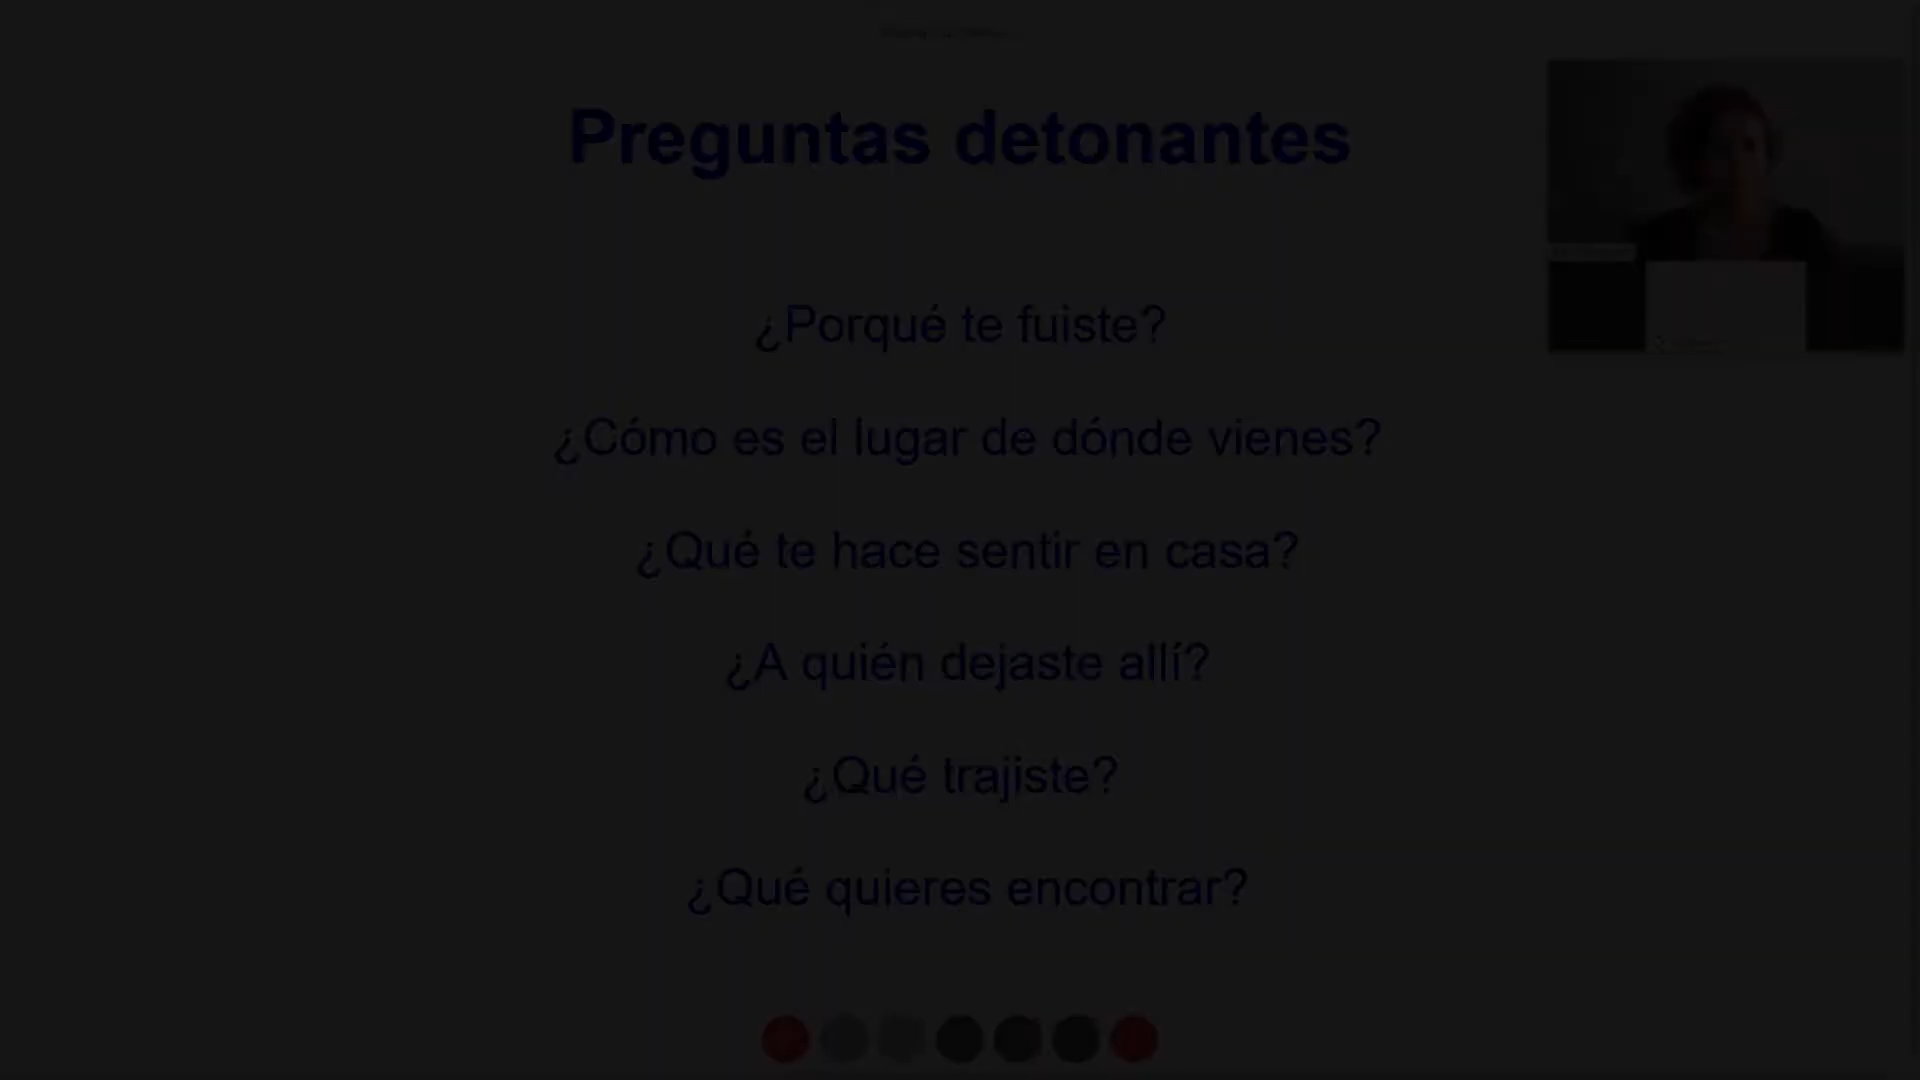 Preguntas detonantes
¿Porqué te fuiste?
¿Cómo es el lugar de dónde vienes?
¿Qué te hace sentir en casa?
¿A quién dejaste allí?
¿Qué trajiste?
¿Qué quieres encontrar?